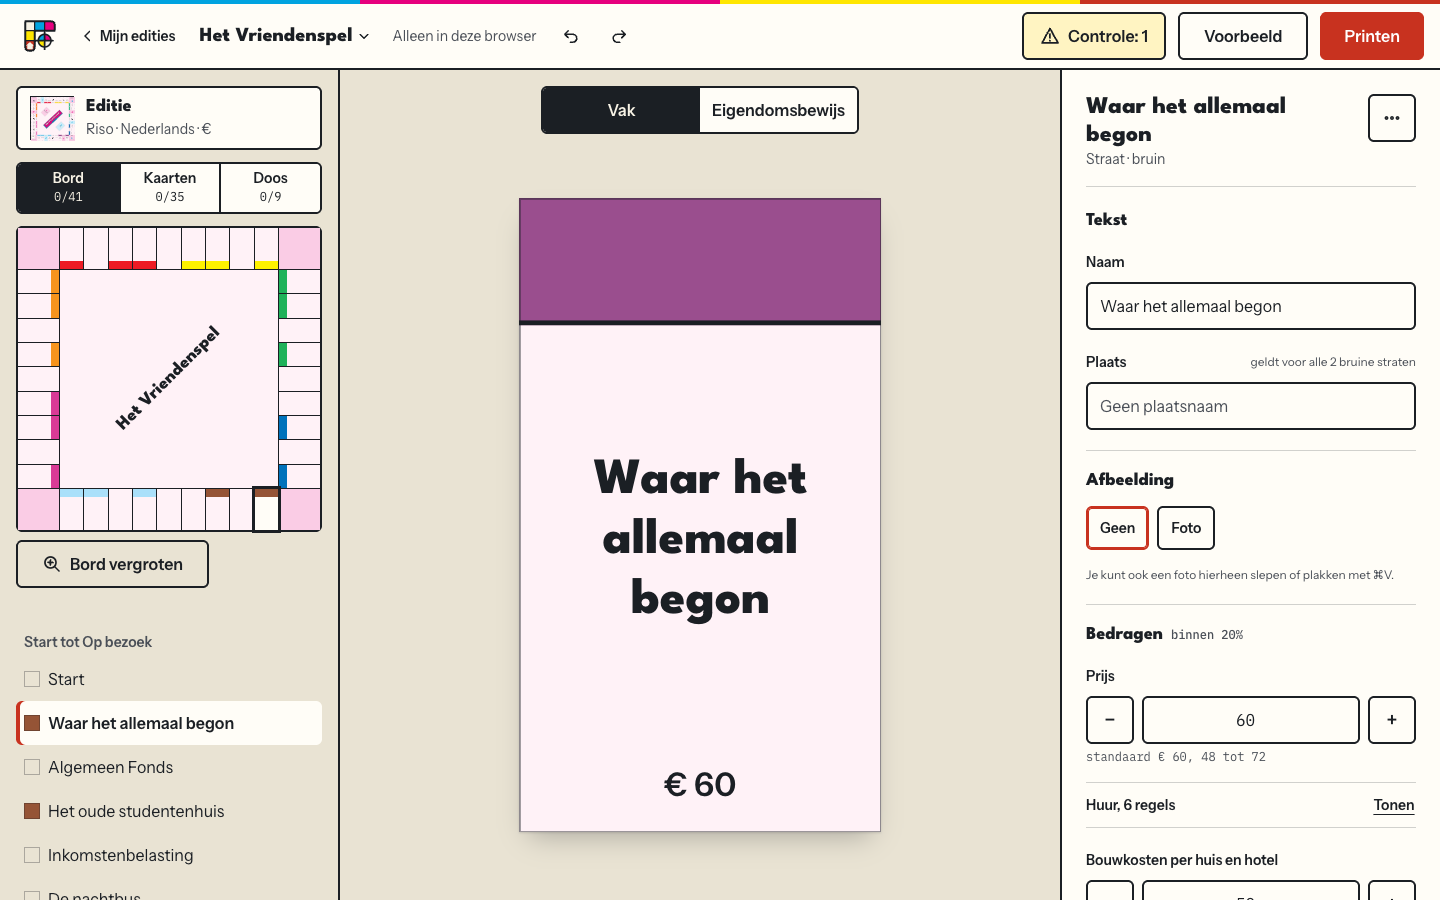 Mijn edities
Het Vriendenspel
Alleen in deze browser
Controle: 1
Voorbeeld
Printen
Editie
Riso · Nederlands · €
Bord
0/41
Kaarten
0/35
Doos
0/9
Het Vriendenspel
Bord vergroten
Start tot Op bezoek
Start
Waar het allemaal begon
Algemeen Fonds
Het oude studentenhuis
Inkomstenbelasting
De nachtbus
Vak
Eigendomsbewijs
Waar het
allemaal
begon
€ 60
Waar het allemaal
begon
Straat · bruin
Tekst
Naam
Waar het allemaal begon
Plaats
geldt voor alle 2 bruine straten
Geen plaatsnaam
Afbeelding
Geen
Foto
Je kunt ook een foto hierheen slepen of plakken met ⌘V.
Bedragen binnen 20%
Prijs
− 60 +
standaard € 60, 48 tot 72
Huur, 6 regels
Tonen
Bouwkosten per huis en hotel